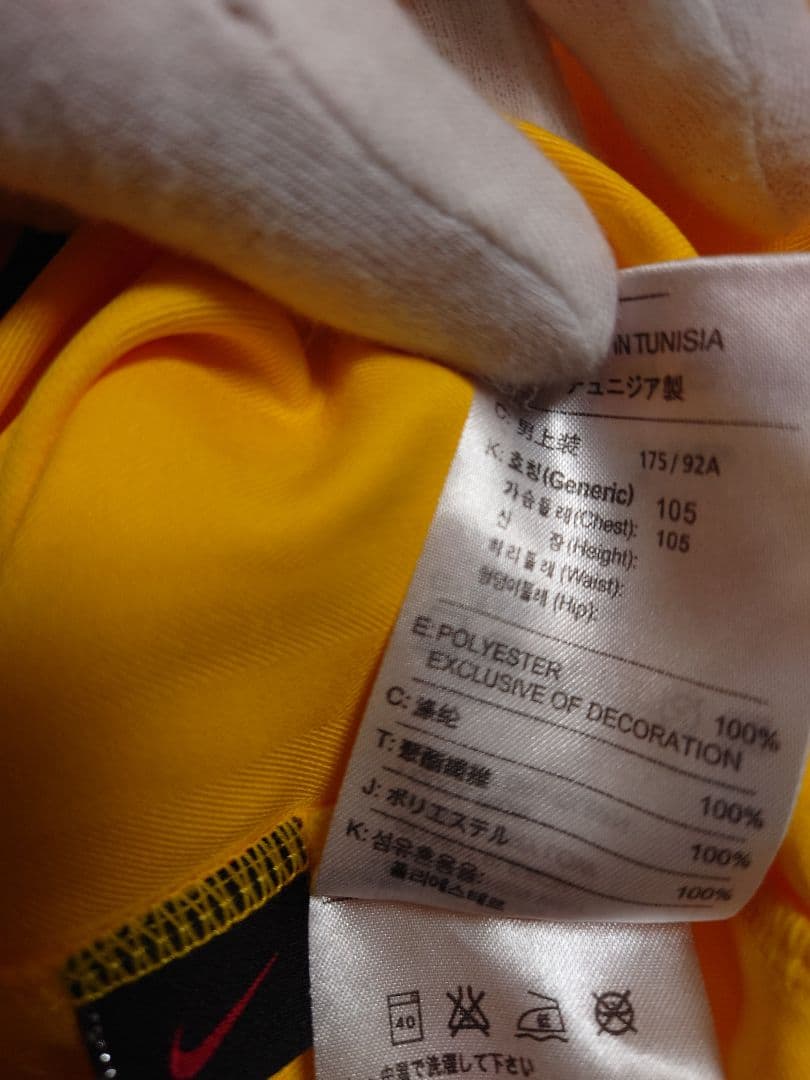 IN TUNISIA
チュニジア製
C: 男上装 175/92A
K: 호칭(Generic) 105
가슴둘레(Chest): 105
신 장(Height):
허리둘레(Waist):
엉덩이둘레(Hip):
E: POLYESTER 100%
EXCLUSIVE OF DECORATION
C: 涤纶 100%
T: 聚酯纖維 100%
J: ポリエステル 100%
K: 섬유혼용율:
폴리에스테르
40
中温で洗濯して下さい